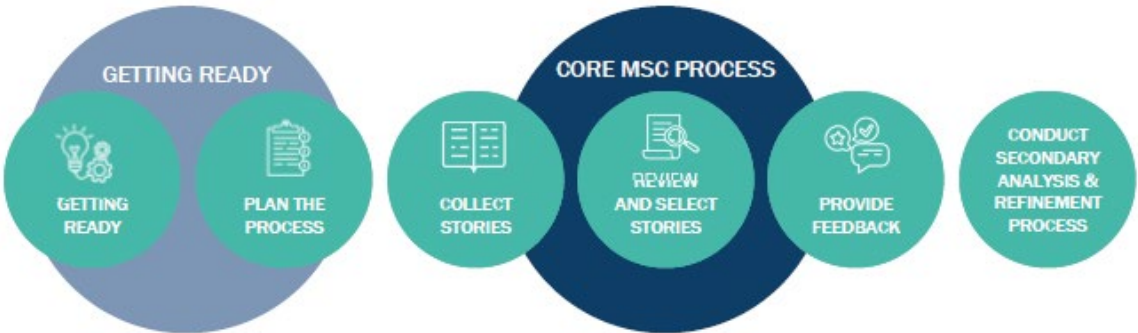 GETTING READY
GETTING
READY
PLAN THE
PROCESS
CORE MSC PROCESS
COLLECT
STORIES
REVIEW
AND SELECT
STORIES
PROVIDE
FEEDBACK
CONDUCT
SECONDARY
ANALYSIS &
REFINEMENT
PROCESS